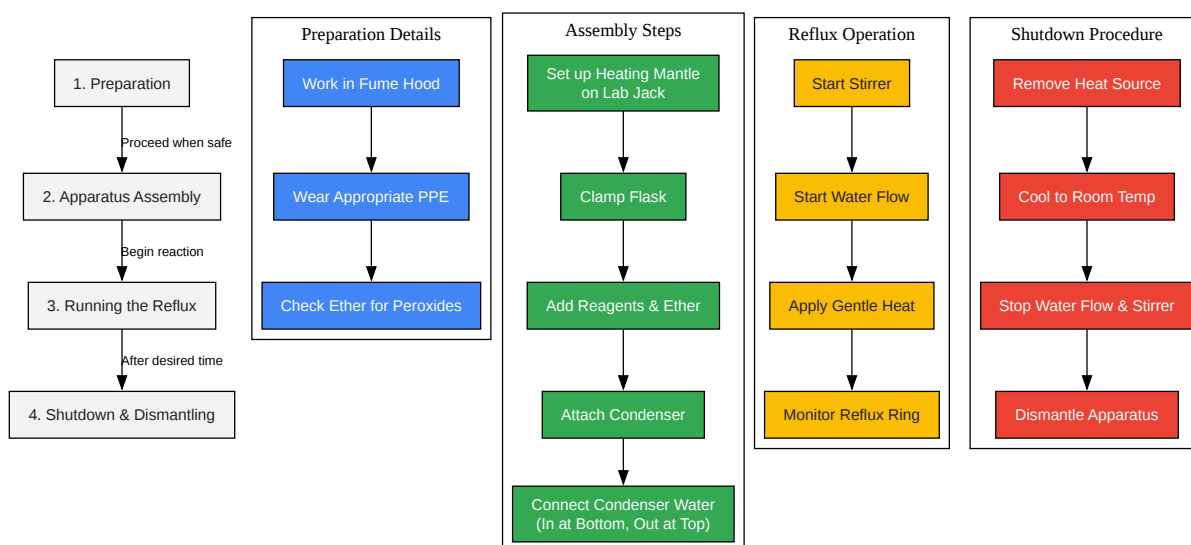 1. Preparation
Proceed when safe
2. Apparatus Assembly
Begin reaction
3. Running the Reflux
After desired time
4. Shutdown & Dismantling
Preparation Details
Work in Fume Hood
Wear Appropriate PPE
Check Ether for Peroxides
Assembly Steps
Set up Heating Mantle
on Lab Jack
Clamp Flask
Add Reagents & Ether
Attach Condenser
Connect Condenser Water
(In at Bottom, Out at Top)
Reflux Operation
Start Stirrer
Start Water Flow
Apply Gentle Heat
Monitor Reflux Ring
Shutdown Procedure
Remove Heat Source
Cool to Room Temp
Stop Water Flow & Stirrer
Dismantle Apparatus